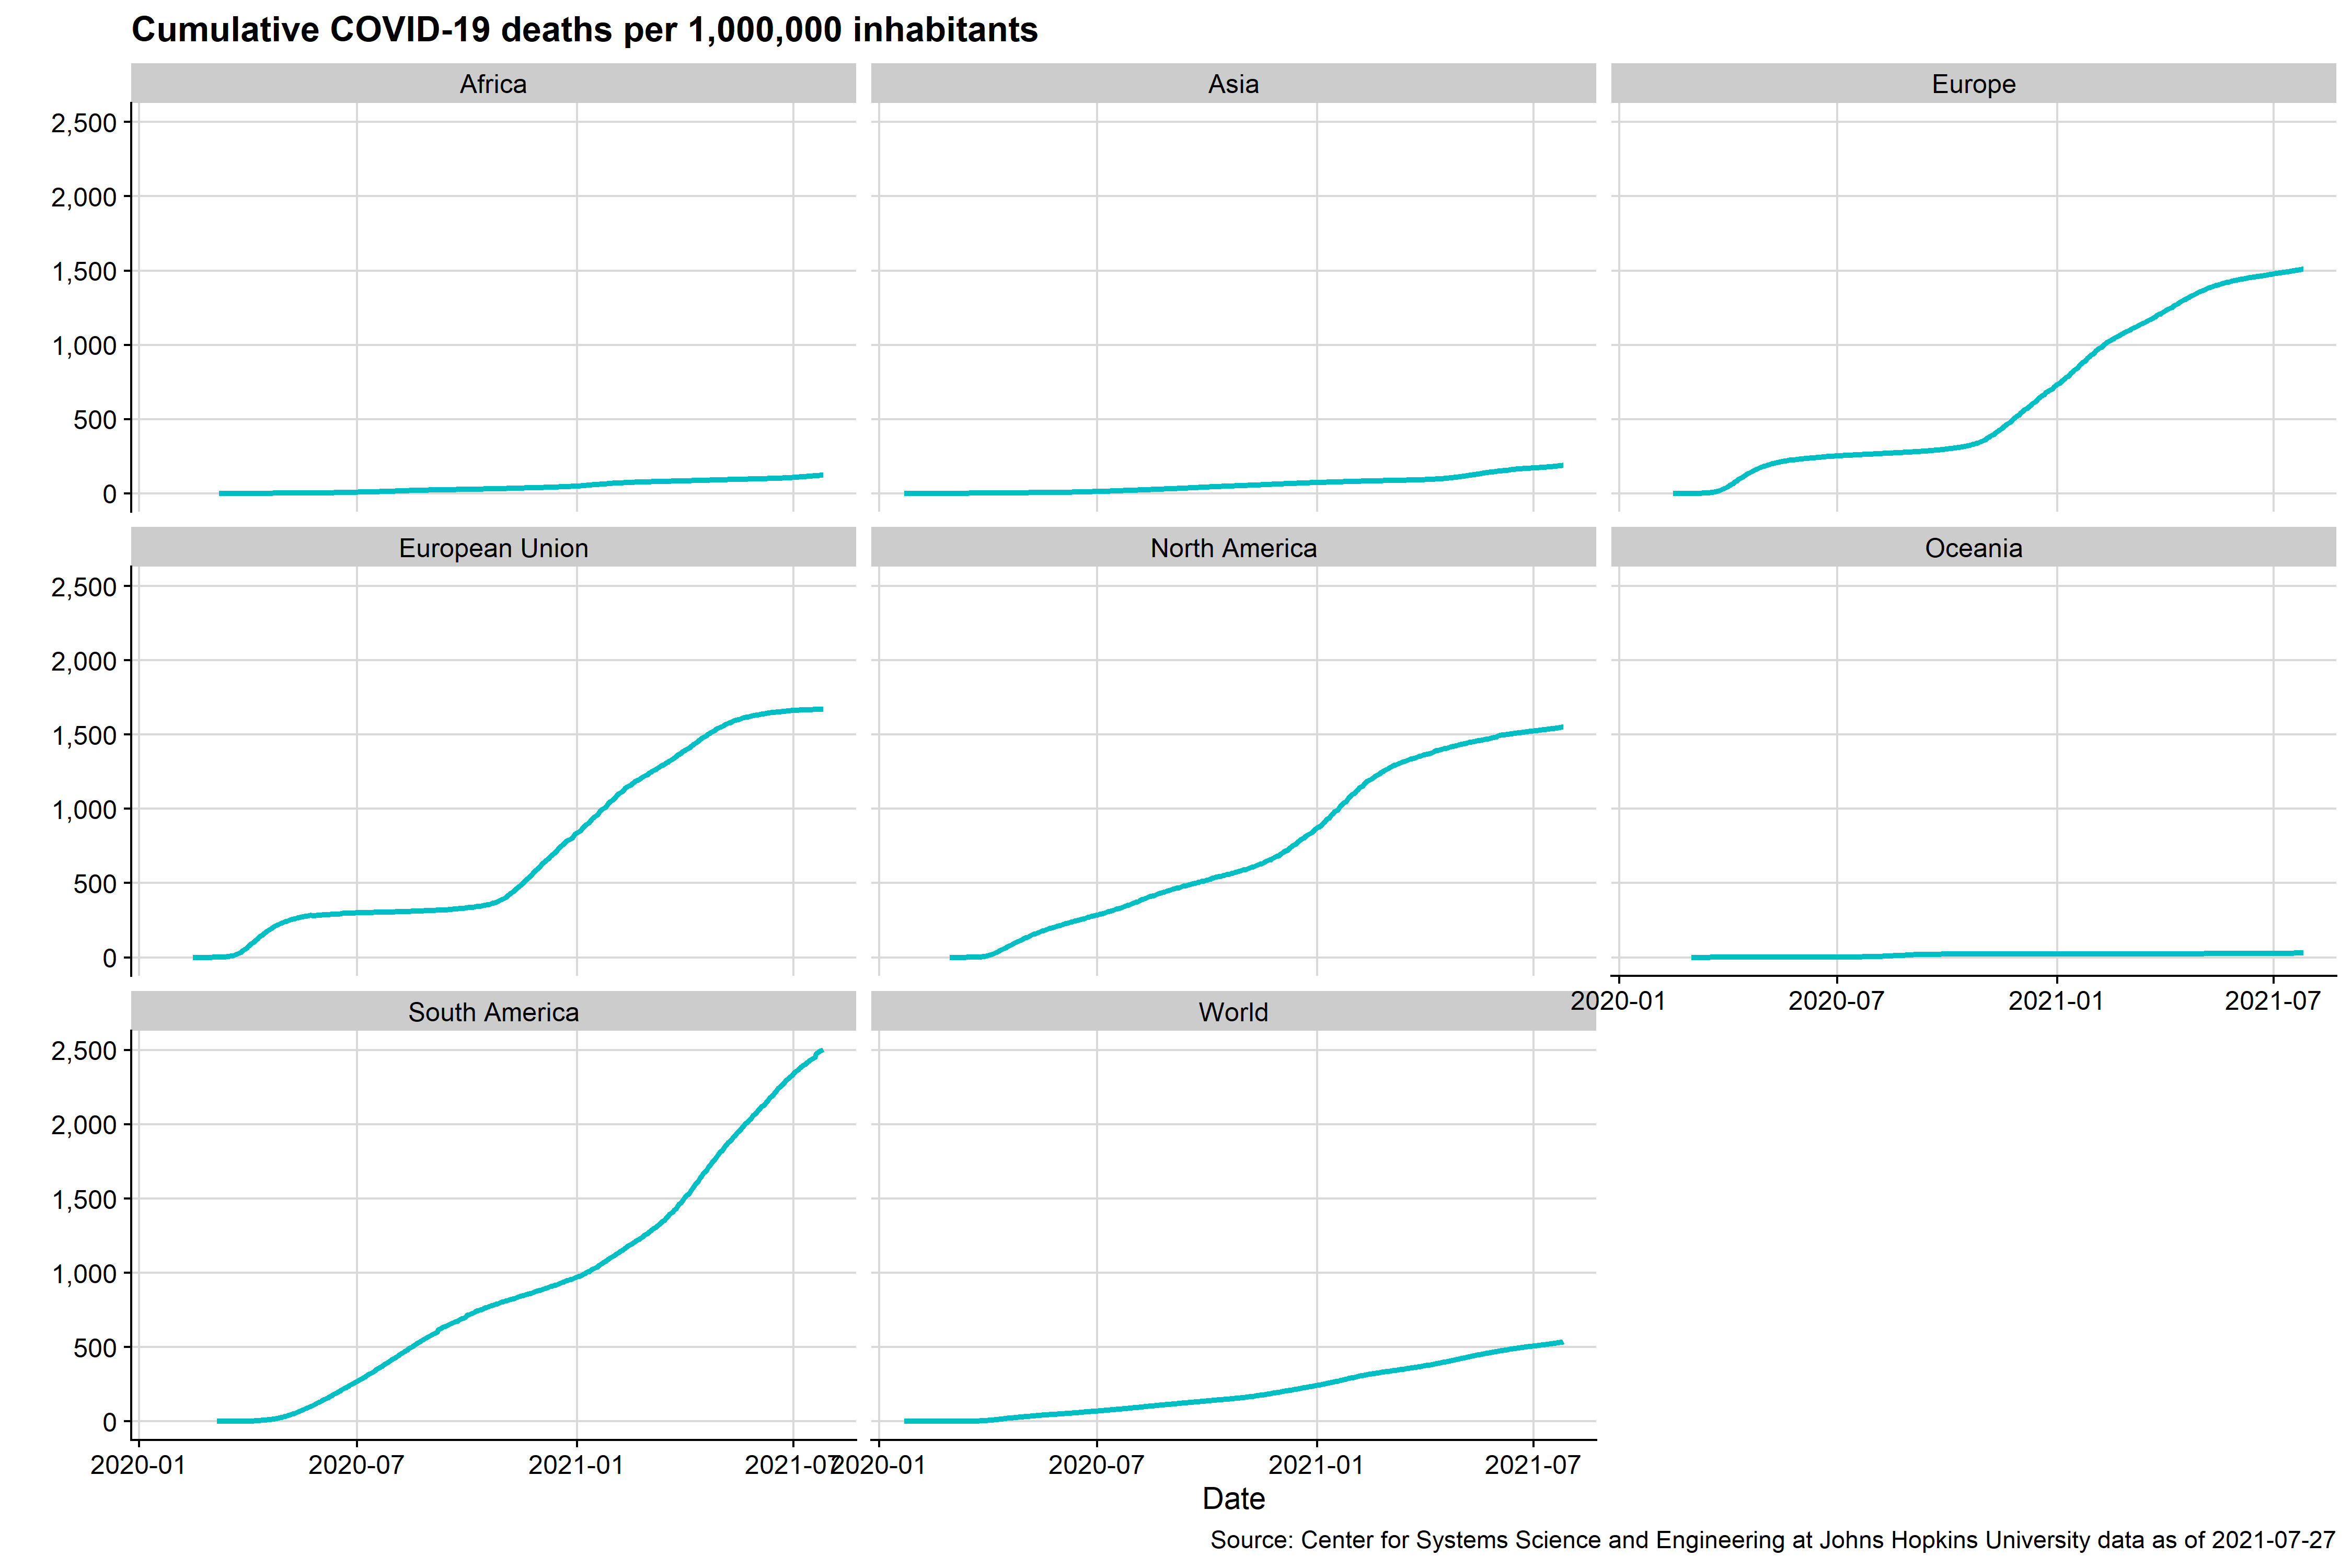 Cumulative COVID-19 deaths per 1,000,000 inhabitants
Africa
Asia
Europe
2,500
2,000
1,500
1,000
500
0
European Union
North America
Oceania
2,500
2,000
1,500
1,000
500
0
2020-01
2020-07
2021-01
2021-07
South America
World
2,500
2,000
1,500
1,000
500
0
2020-01
2020-07
2021-01
2021-07
2020-01
2020-07
2021-01
2021-07
Date
Source: Center for Systems Science and Engineering at Johns Hopkins University data as of 2021-07-27